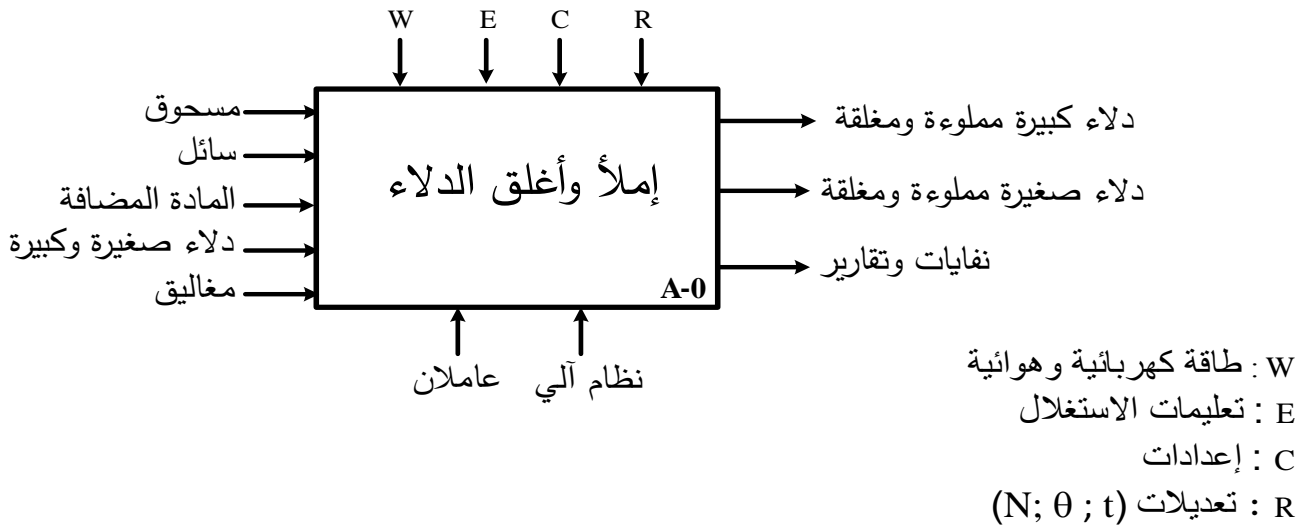 W E C R
مسحوق
سائل
المادة المضافة
دلاء صغيرة وكبيرة
مغاليق
إملأ وأغلق الدلاء
A-0
دلاء كبيرة مملوءة ومغلقة
دلاء صغيرة مملوءة ومغلقة
نفايات وتقارير
عاملان
نظام آلي
W : طاقة كهربائية وهوائية
E : تعليمات الاستغلال
C : إعدادات
R : تعديلات (N; θ ; t)